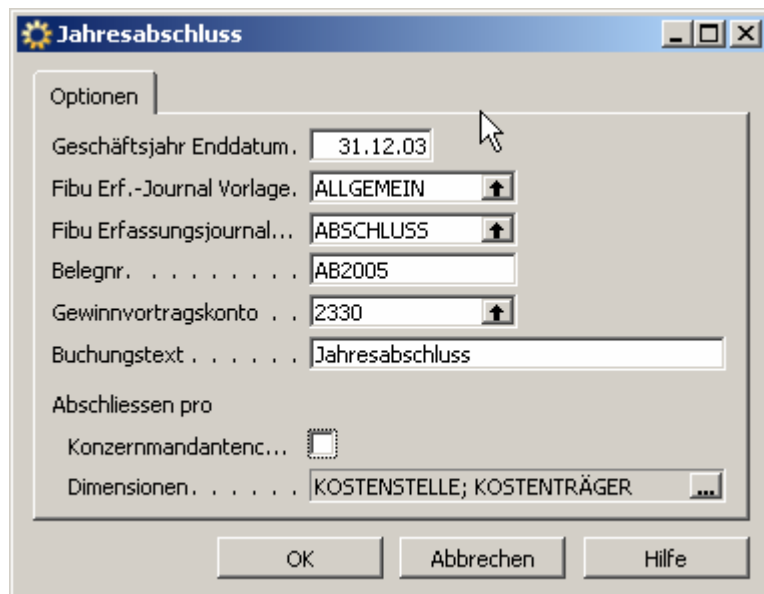 Jahresabschluss
Optionen
Geschäftsjahr Enddatum. 31.12.03
Fibu Erf.-Journal Vorlage. ALLGEMEIN
Fibu Erfassungsjournal... ABSCHLUSS
Belegnr. . . . . . . . . AB2005
Gewinnvortragskonto . . 2330
Buchungstext . . . . . . Jahresabschluss
Abschliessen pro
Konzernmandantenc...
Dimensionen. . . . . . KOSTENSTELLE; KOSTENTRÄGER ...
OK Abbrechen Hilfe